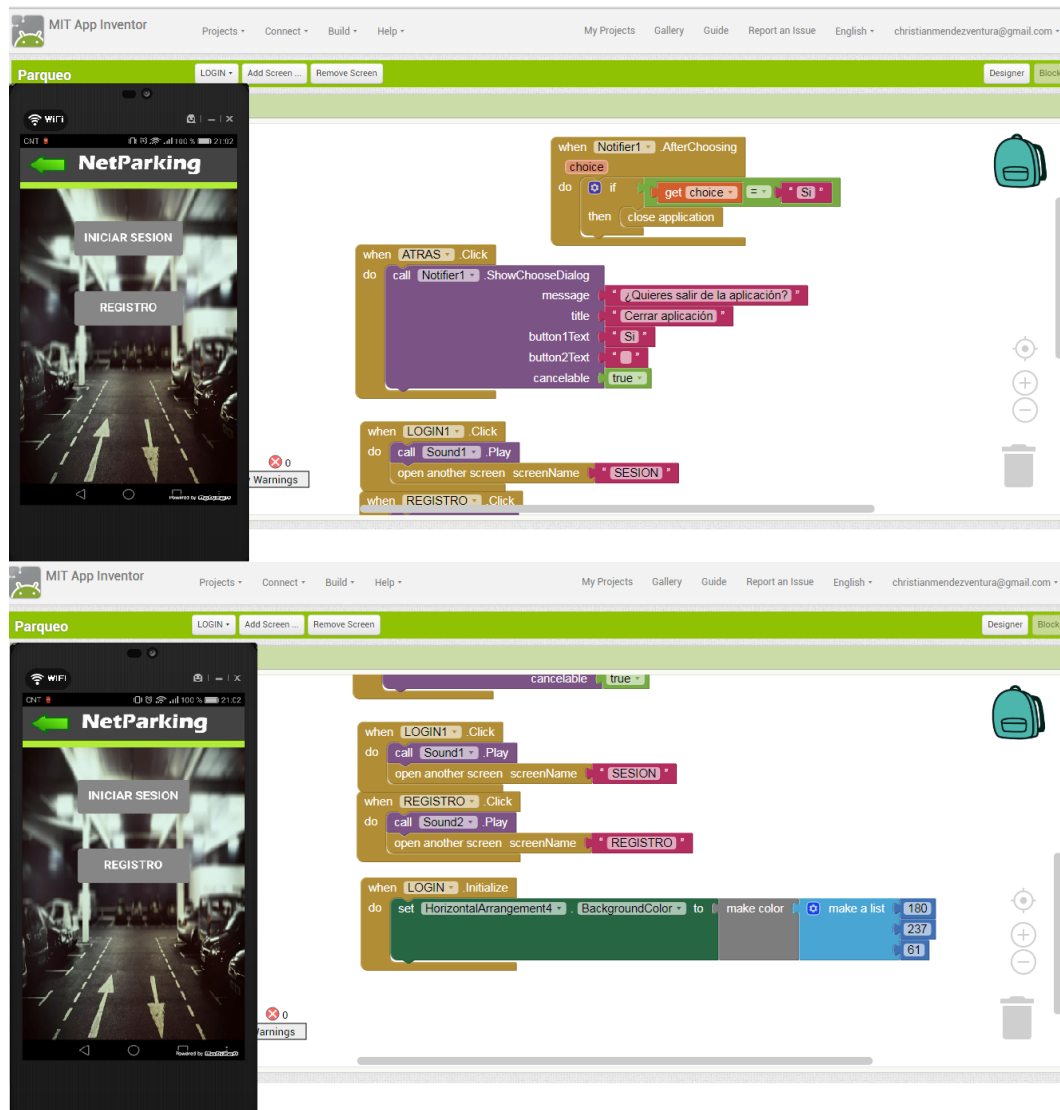 MIT App Inventor
Projects Connect Build Help My Projects Gallery Guide Report an Issue English christianmendezventura@gmail.com
Parqueo LOGIN Add Screen ... Remove Screen Designer Block
WiFi
CNT 100 % 21:02
NetParking
INICIAR SESION
REGISTRO
Powered by
when Notifier1 .AfterChoosing
choice
do if get choice = " Si "
then close application
when ATRAS .Click
do call Notifier1 .ShowChooseDialog
message " ¿Quieres salir de la aplicación? "
title " Cerrar aplicación "
button1Text " Si "
button2Text " "
cancelable true
when LOGIN1 .Click
do call Sound1 .Play
open another screen screenName " SESION "
when REGISTRO .Click
0
Warnings
MIT App Inventor
Projects Connect Build Help My Projects Gallery Guide Report an Issue English christianmendezventura@gmail.com
Parqueo LOGIN Add Screen ... Remove Screen Designer Block
WiFi
CNT 100 % 21:02
NetParking
INICIAR SESION
REGISTRO
Powered by
cancelable true
when LOGIN1 .Click
do call Sound1 .Play
open another screen screenName " SESION "
when REGISTRO .Click
do call Sound2 .Play
open another screen screenName " REGISTRO "
when LOGIN .Initialize
do set HorizontalArrangement4 . BackgroundColor to make color make a list 180
237
61
0
Warnings